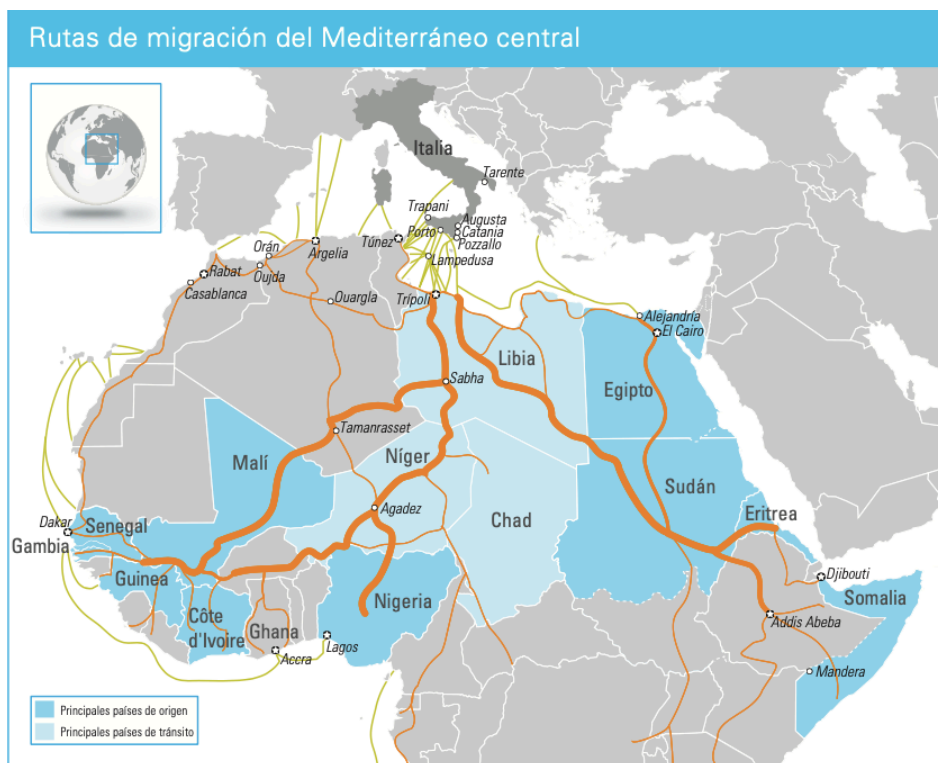 Rutas de migración del Mediterráneo central
Italia
Tarente
Trapani
Augusta
Porto
Catania
Pozzallo
Orán
Argelia
Túnez
Lampedusa
Rabat
Oujda
Casablanca
Ouargla
Trípoli
Alejandría
El Cairo
Libia
Sabha
Egipto
Tamanrasset
Malí
Níger
Sudán
Agadez
Dakar
Senegal
Chad
Eritrea
Gambia
Djibouti
Guinea
Nigeria
Somalia
Côte
d'Ivoire
Ghana
Addis Abeba
Lagos
Accra
Mandera
Principales países de origen
Principales países de tránsito